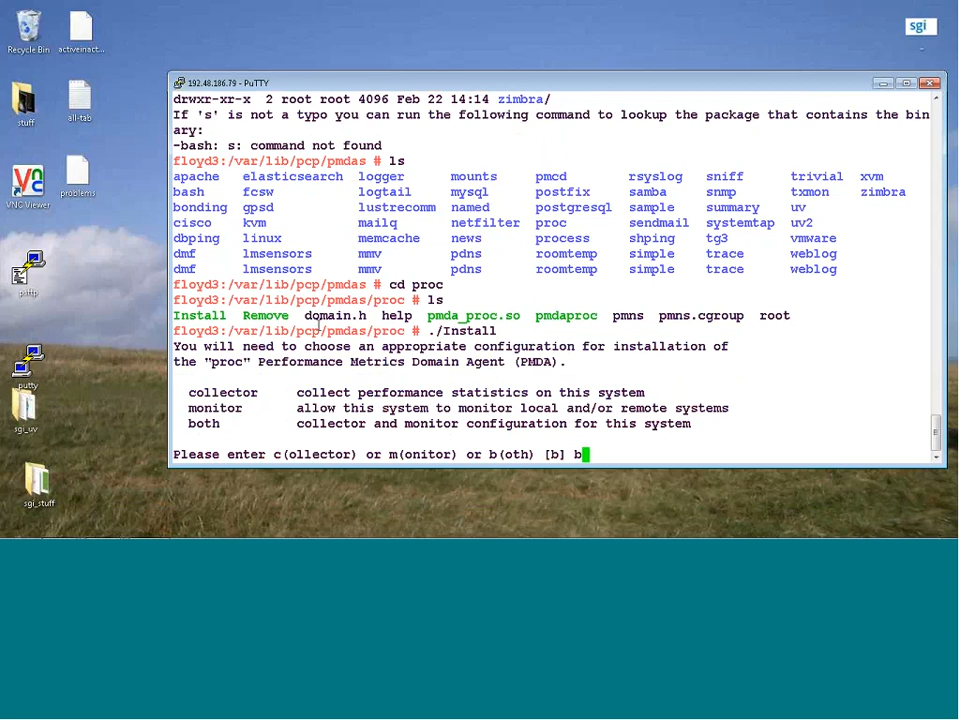 sgi
Recycle Bin
activeinact...
stuff
all-tab
VNC Viewer
problems
psftp
putty
sgi_uv
sgi_stuff
192.48.186.79 - PuTTY
drwxr-xr-x 2 root root 4096 Feb 22 14:14 zimbra/
If 's' is not a typo you can run the following command to lookup the package that contains the bin
ary:
-bash: s: command not found
floyd3:/var/lib/pcp/pmdas # ls
apache elasticsearch logger mounts pmcd rsyslog sniff trivial xvm
bash fcsw logtail mysql postfix samba snmp txmon zimbra
bonding gpsd lustrecomm named postgresql sample summary uv
cisco kvm mailq netfilter proc sendmail systemtap uv2
dbping linux memcache news process shping tg3 vmware
dmf lmsensors mmv pdns roomtemp simple trace weblog
dmf lmsensors mmv pdns roomtemp simple trace weblog
floyd3:/var/lib/pcp/pmdas # cd proc
floyd3:/var/lib/pcp/pmdas/proc # ls
Install Remove domain.h help pmda_proc.so pmdaproc pmns pmns.cgroup root
floyd3:/var/lib/pcp/pmdas/proc # ./Install
You will need to choose an appropriate configuration for installation of
the "proc" Performance Metrics Domain Agent (PMDA).
collector collect performance statistics on this system
monitor allow this system to monitor local and/or remote systems
both collector and monitor configuration for this system
Please enter c(ollector) or m(onitor) or b(oth) [b] b